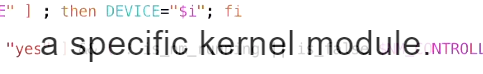 E" ] ; then DEVICE="$i"; fi
"yes
a specific kernel module.
NTROLL